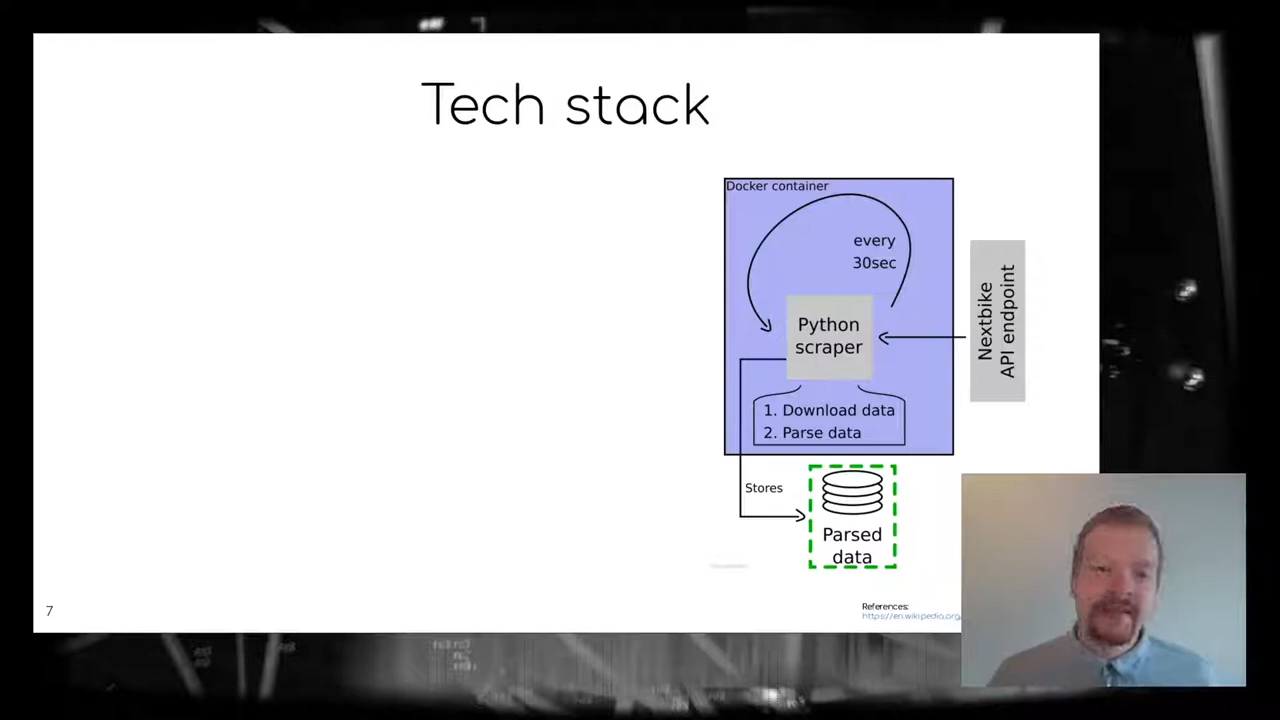 Tech stack
Docker container
every
30sec
Python
scraper
Nextbike
API endpoint
1. Download data
2. Parse data
Stores
Parsed
data
7
References:
https://en.wikipedia.org/